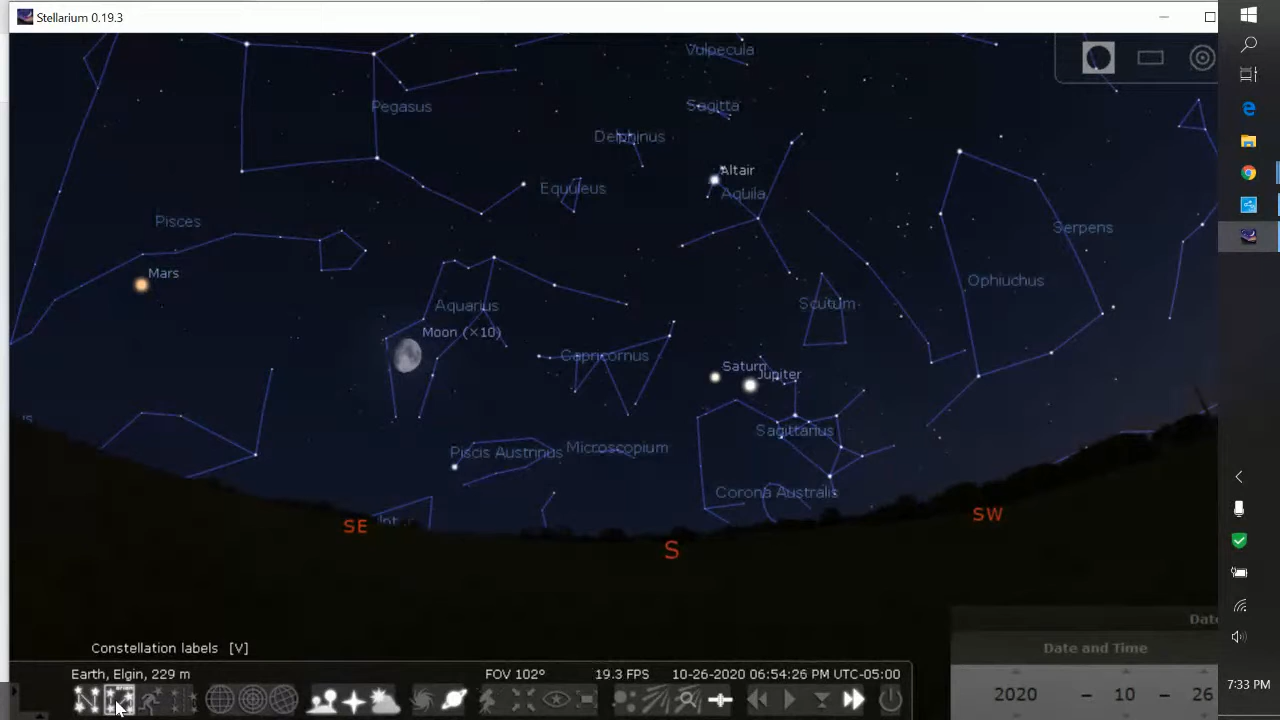 Stellarium 0.19.3
Vulpecula
Pegasus
Sagitta
Delphinus
Altair
Equuleus
Aquila
Pisces
Serpens
Mars
Ophiuchus
Aquarius
Scutum
Moon (×10)
Capricornus
Saturn
Jupiter
Sagittarius
Piscis Austrinus
Microscopium
Corona Australis
SE
S
SW
Constellation labels [V]
Date and Time
Earth, Elgin, 229 m
FOV 102°
19.3 FPS
10-26-2020 06:54:26 PM UTC-05:00
2020 - 10 - 26
7:33 PM